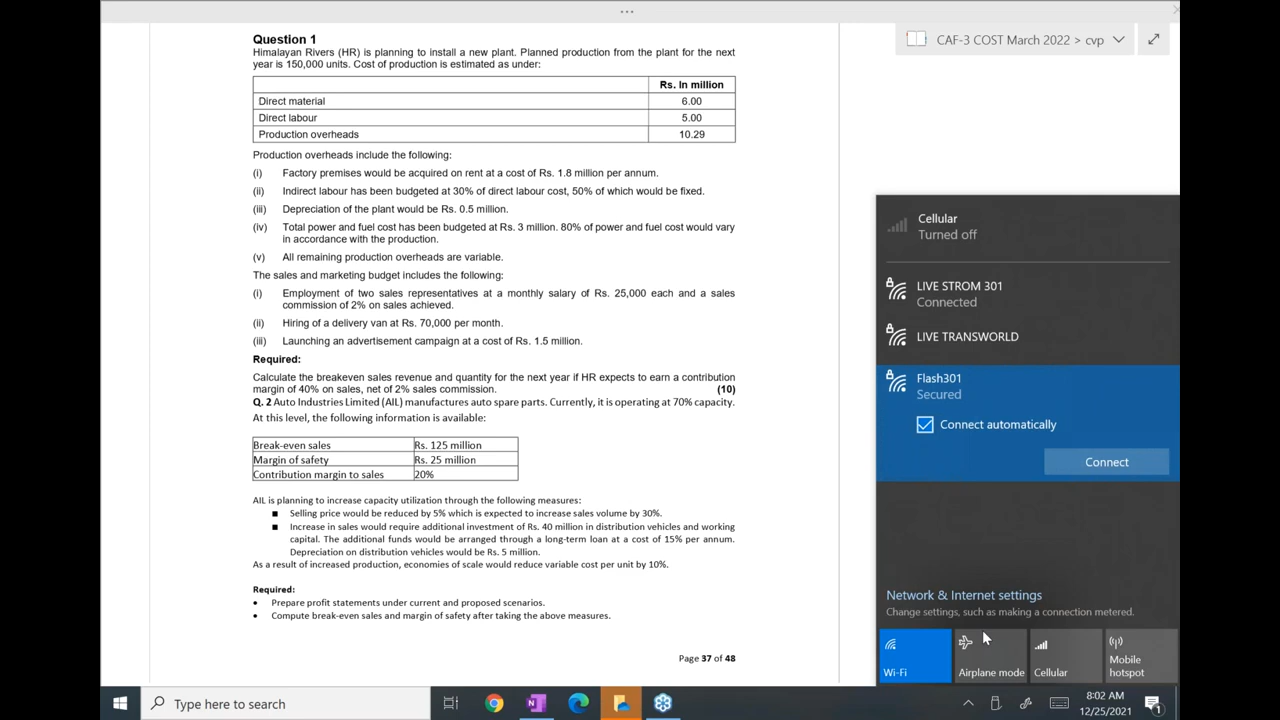 Question 1
Himalayan Rivers (HR) is planning to install a new plant. Planned production from the plant for the next
year is 150,000 units. Cost of production is estimated as under:
Rs. In million
Direct material 6.00
Direct labour 5.00
Production overheads 10.29
Production overheads include the following:
(i) Factory premises would be acquired on rent at a cost of Rs. 1.8 million per annum.
(ii) Indirect labour has been budgeted at 30% of direct labour cost, 50% of which would be fixed.
(iii) Depreciation of the plant would be Rs. 0.5 million.
(iv) Total power and fuel cost has been budgeted at Rs. 3 million. 80% of power and fuel cost would vary
in accordance with the production.
(v) All remaining production overheads are variable.
The sales and marketing budget includes the following:
(i) Employment of two sales representatives at a monthly salary of Rs. 25,000 each and a sales
commission of 2% on sales achieved.
(ii) Hiring of a delivery van at Rs. 70,000 per month.
(iii) Launching an advertisement campaign at a cost of Rs. 1.5 million.
Required:
Calculate the breakeven sales revenue and quantity for the next year if HR expects to earn a contribution
margin of 40% on sales, net of 2% sales commission. (10)
Q. 2 Auto Industries Limited (AIL) manufactures auto spare parts. Currently, it is operating at 70% capacity.
At this level, the following information is available:
Break-even sales Rs. 125 million
Margin of safety Rs. 25 million
Contribution margin to sales 20%
AIL is planning to increase capacity utilization through the following measures:
■ Selling price would be reduced by 5% which is expected to increase sales volume by 30%.
■ Increase in sales would require additional investment of Rs. 40 million in distribution vehicles and working
capital. The additional funds would be arranged through a long-term loan at a cost of 15% per annum.
Depreciation on distribution vehicles would be Rs. 5 million.
As a result of increased production, economies of scale would reduce variable cost per unit by 10%.
Required:
• Prepare profit statements under current and proposed scenarios.
• Compute break-even sales and margin of safety after taking the above measures.
Page 37 of 48
CAF-3 COST March 2022 > cvp
Cellular
Turned off
LIVE STROM 301
Connected
LIVE TRANSWORLD
Flash301
Secured
Connect automatically
Connect
Network & Internet settings
Change settings, such as making a connection metered.
Wi-Fi
Airplane mode
Cellular
Mobile
hotspot
Type here to search
8:02 AM
12/25/2021
1